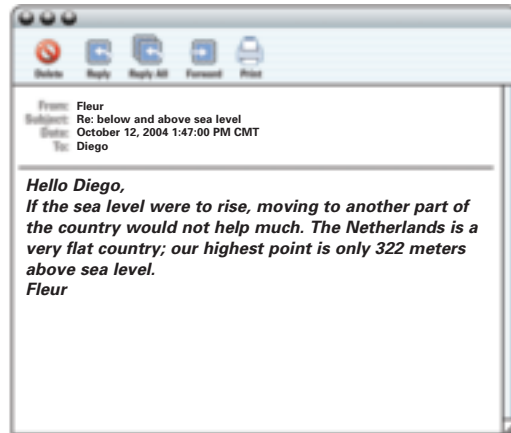 Delete Reply Reply All Forward Print
From: Fleur
Subject: Re: below and above sea level
Date: October 12, 2004 1:47:00 PM CMT
To: Diego
Hello Diego,
If the sea level were to rise, moving to another part of
the country would not help much. The Netherlands is a
very flat country; our highest point is only 322 meters
above sea level.
Fleur